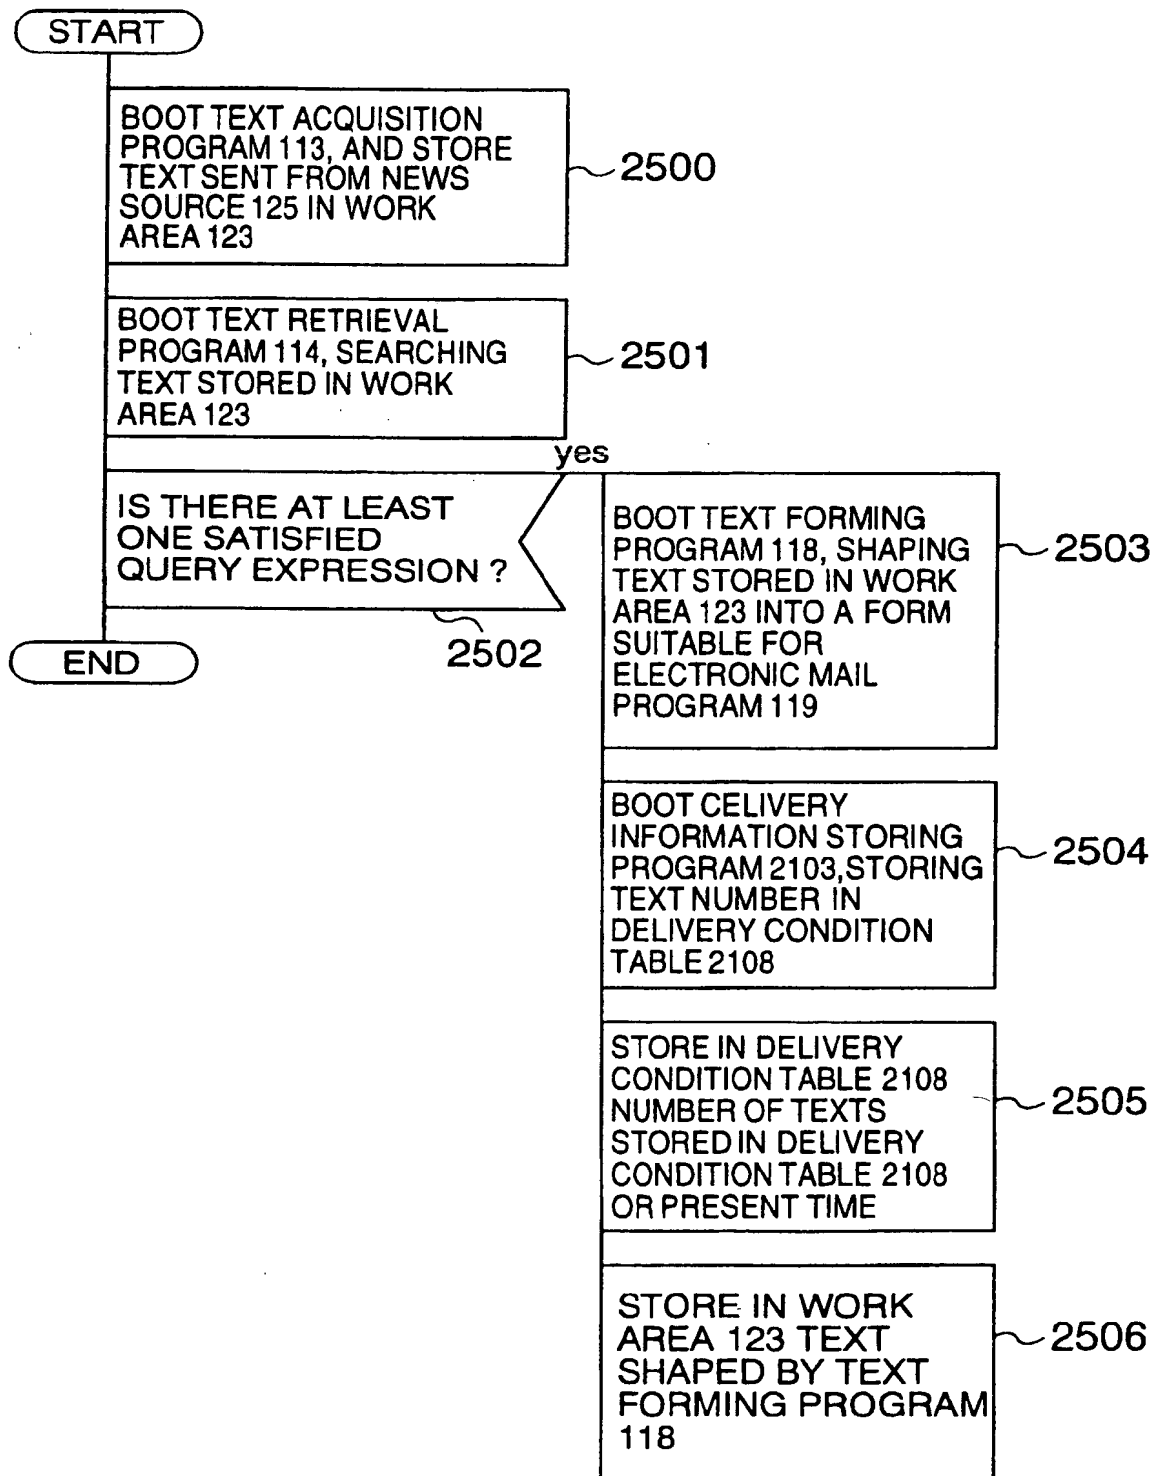 START
BOOT TEXT ACQUISITION
PROGRAM 113, AND STORE
TEXT SENT FROM NEWS
SOURCE 125 IN WORK
AREA 123
2500
BOOT TEXT RETRIEVAL
PROGRAM 114, SEARCHING
TEXT STORED IN WORK
AREA 123
2501
yes
IS THERE AT LEAST
ONE SATISFIED
QUERY EXPRESSION ?
2502
END
BOOT TEXT FORMING
PROGRAM 118, SHAPING
TEXT STORED IN WORK
AREA 123 INTO A FORM
SUITABLE FOR
ELECTRONIC MAIL
PROGRAM 119
2503
BOOT CELIVERY
INFORMATION STORING
PROGRAM 2103,STORING
TEXT NUMBER IN
DELIVERY CONDITION
TABLE 2108
2504
STORE IN DELIVERY
CONDITION TABLE 2108
NUMBER OF TEXTS
STORED IN DELIVERY
CONDITION TABLE 2108
OR PRESENT TIME
2505
STORE IN WORK
AREA 123 TEXT
SHAPED BY TEXT
FORMING PROGRAM
118
2506